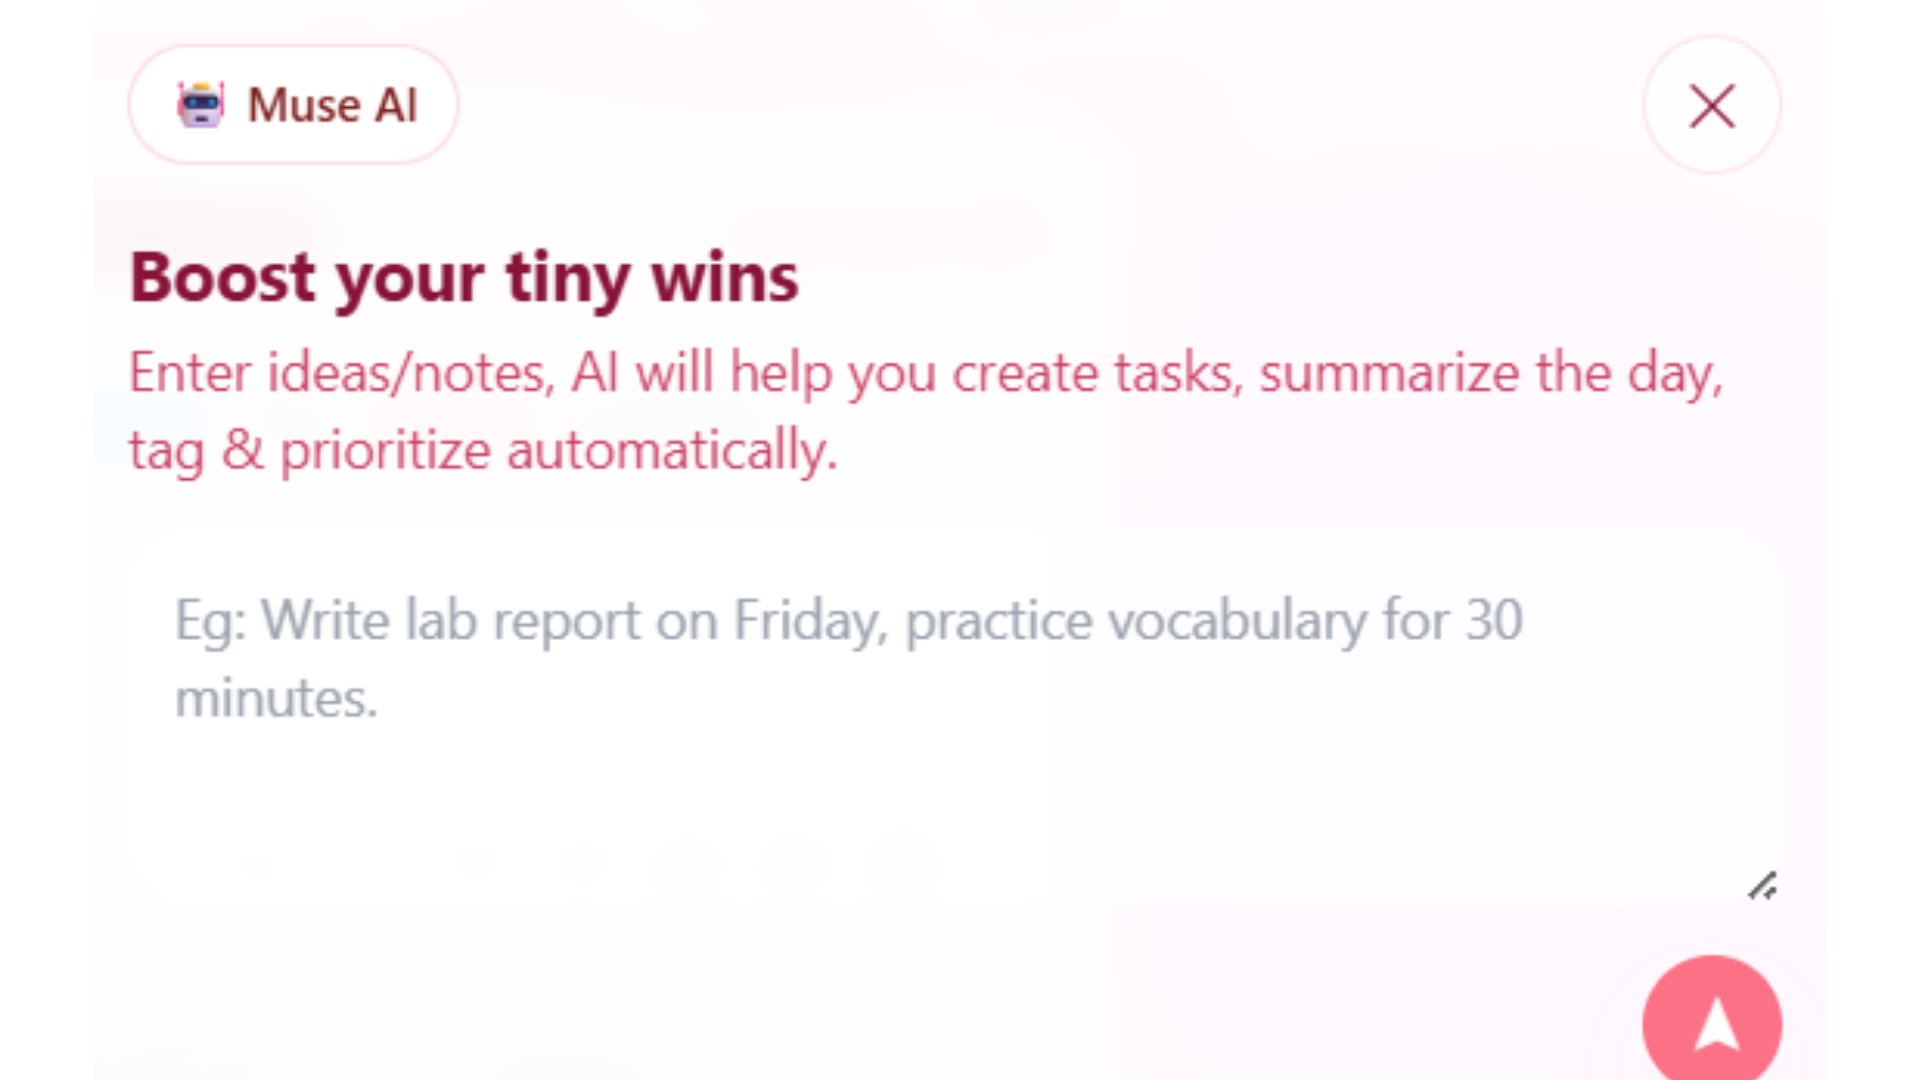 Muse AI
Boost your tiny wins
Enter ideas/notes, AI will help you create tasks, summarize the day,
tag & prioritize automatically.
Eg: Write lab report on Friday, practice vocabulary for 30
minutes.